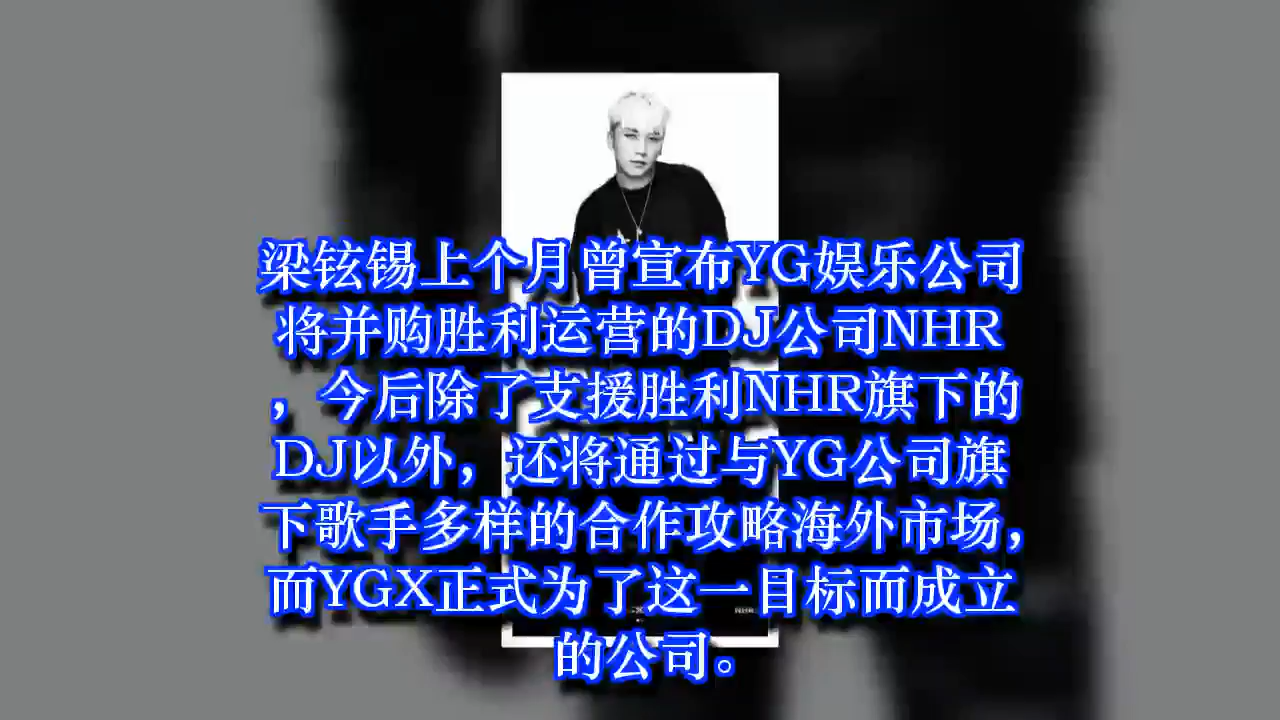 梁铉锡上个月曾宣布YG娱乐公司
将并购胜利运营的DJ公司NHR
，今后除了支援胜利NHR旗下的
DJ以外，还将通过与YG公司旗
下歌手多样的合作攻略海外市场，
而YGX正式为了这一目标而成立
的公司。